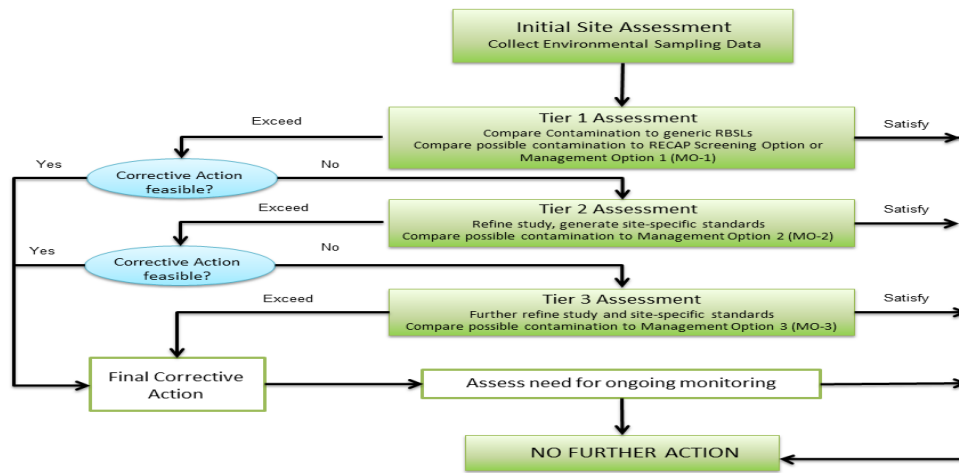 Initial Site Assessment
Collect Environmental Sampling Data
Exceed
Tier 1 Assessment
Compare Contamination to generic RBSLs
Compare possible contamination to RECAP Screening Option or
Management Option 1 (MO-1)
Satisfy
Yes
Corrective Action
feasible?
No
Exceed
Tier 2 Assessment
Refine study, generate site-specific standards
Compare possible contamination to Management Option 2 (MO-2)
Satisfy
Yes
Corrective Action
feasible?
No
Exceed
Tier 3 Assessment
Further refine study and site-specific standards
Compare possible contamination to Management Option 3 (MO-3)
Satisfy
Final Corrective
Action
Assess need for ongoing monitoring
NO FURTHER ACTION